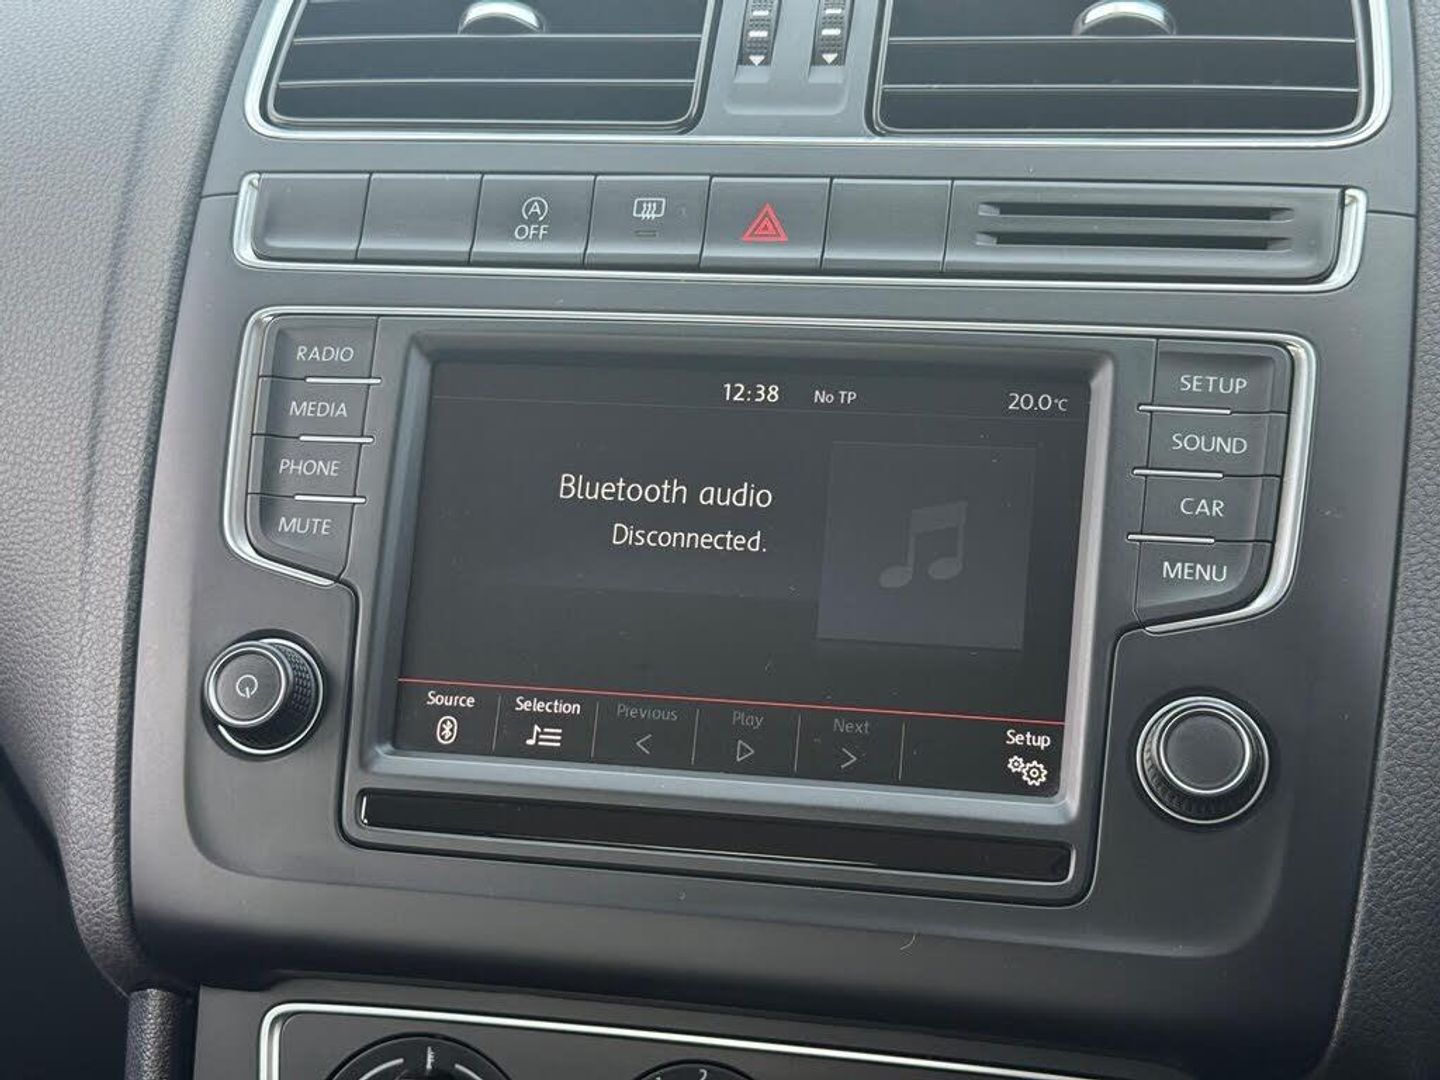 A
OFF
RADIO
MEDIA
PHONE
MUTE
12:38 No TP 20.0°C
Bluetooth audio
Disconnected.
Source Selection Previous Play Next Setup
SETUP
SOUND
CAR
MENU
2